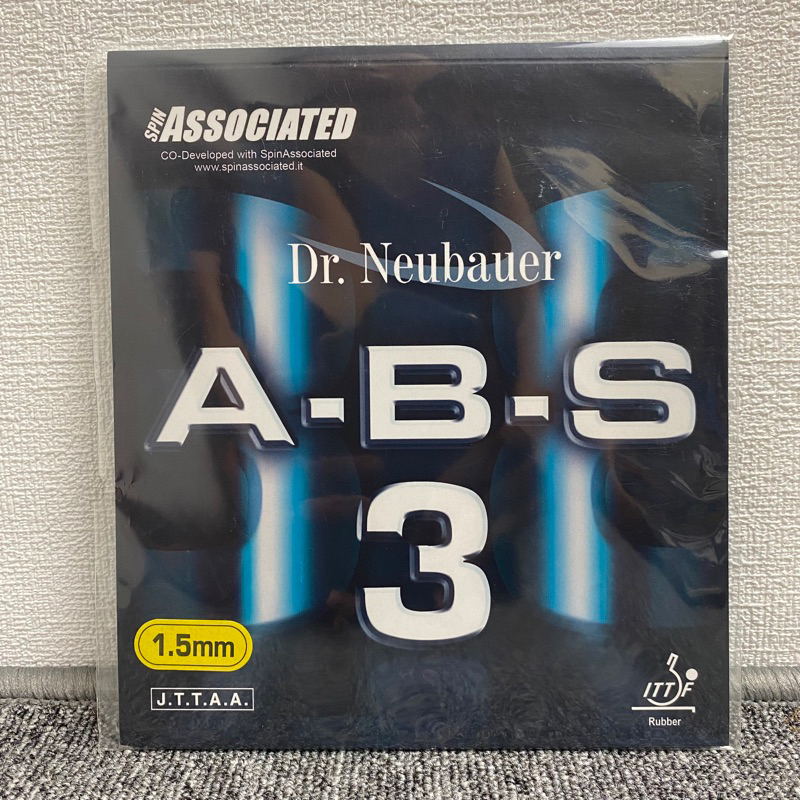 SPIN ASSOCIATED
CO-Developed with SpinAssociated
www.spinassociated.it
Dr. Neubauer
A-B-S
3
1.5mm
J.T.T.A.A.
ITTF
Rubber